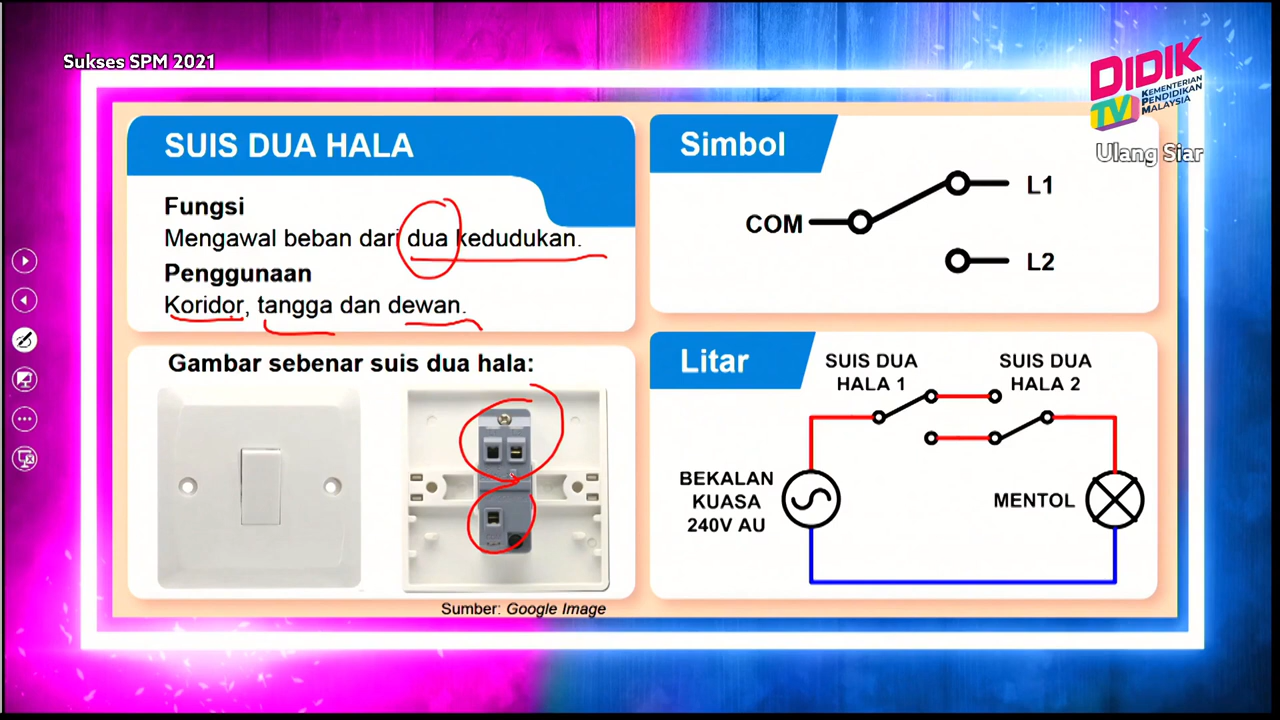 Sukses SPM 2021
DIDIK
TV
KEMENTERIAN
PENDIDIKAN
MALAYSIA
Ulang Siar
SUIS DUA HALA
Fungsi
Mengawal beban dari dua kedudukan.
Penggunaan
Koridor, tangga dan dewan.
Simbol
COM
L1
L2
Gambar sebenar suis dua hala:
Sumber: Google Image
Litar
SUIS DUA
HALA 1
SUIS DUA
HALA 2
BEKALAN
KUASA
240V AU
MENTOL